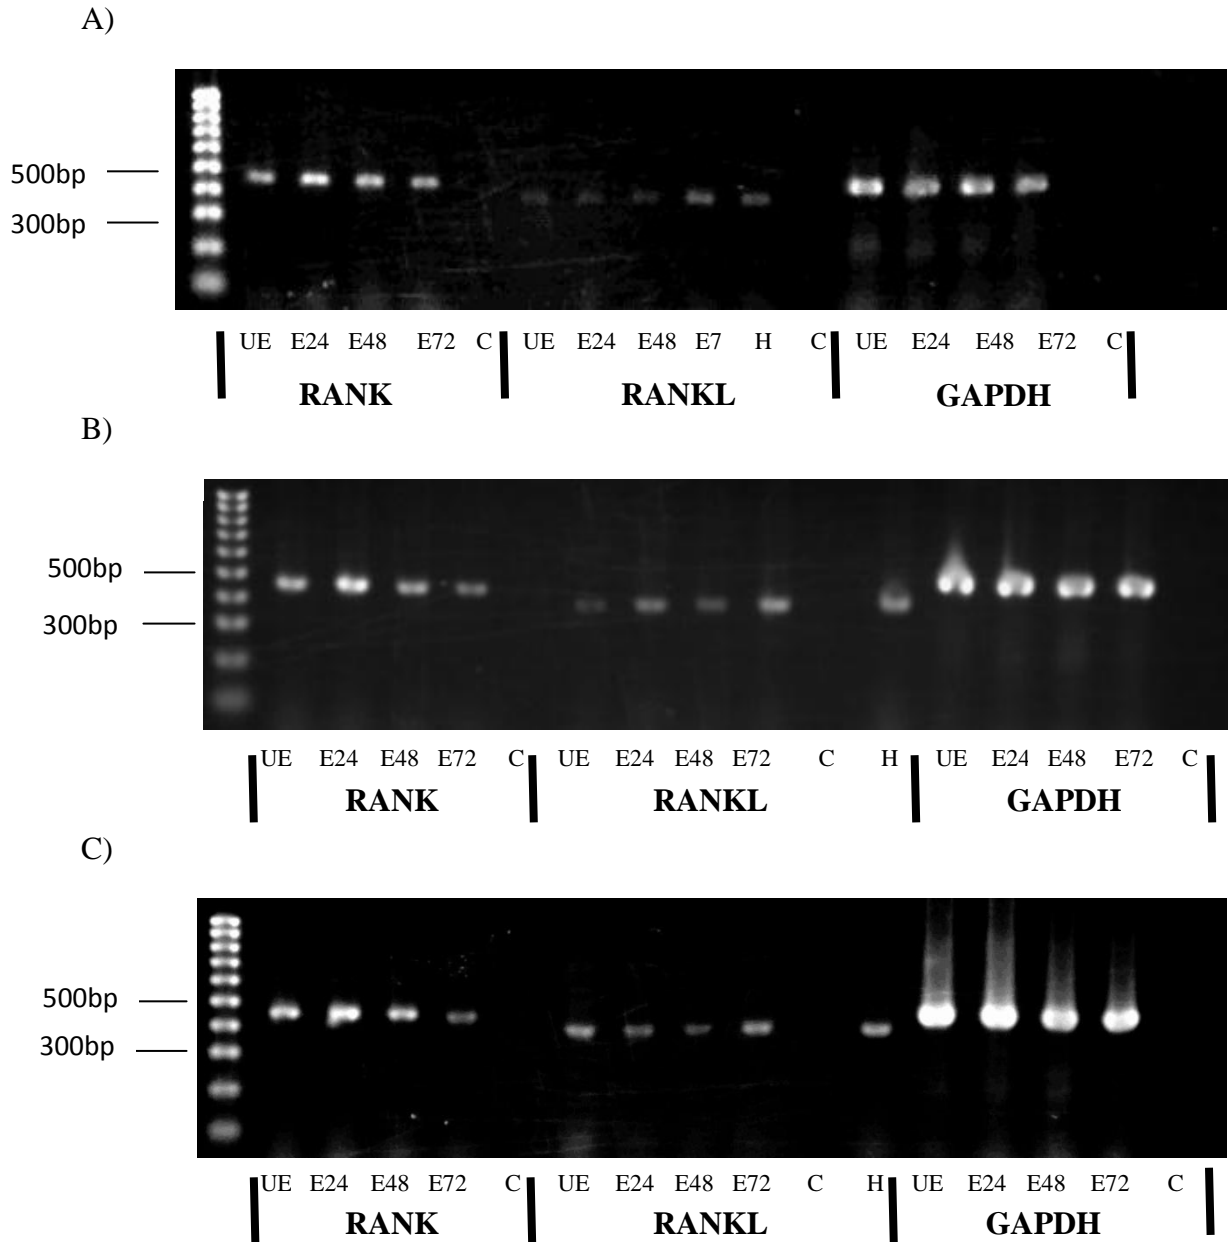 A)
500bp
300bp
UE E24 E48 E72 C UE E24 E48 E7 H C UE E24 E48 E72 C
RANK RANKL GAPDH
B)
500bp
300bp
UE E24 E48 E72 C UE E24 E48 E72 C H UE E24 E48 E72 C
RANK RANKL GAPDH
C)
500bp
300bp
UE E24 E48 E72 C UE E24 E48 E72 C H UE E24 E48 E72 C
RANK RANKL GAPDH